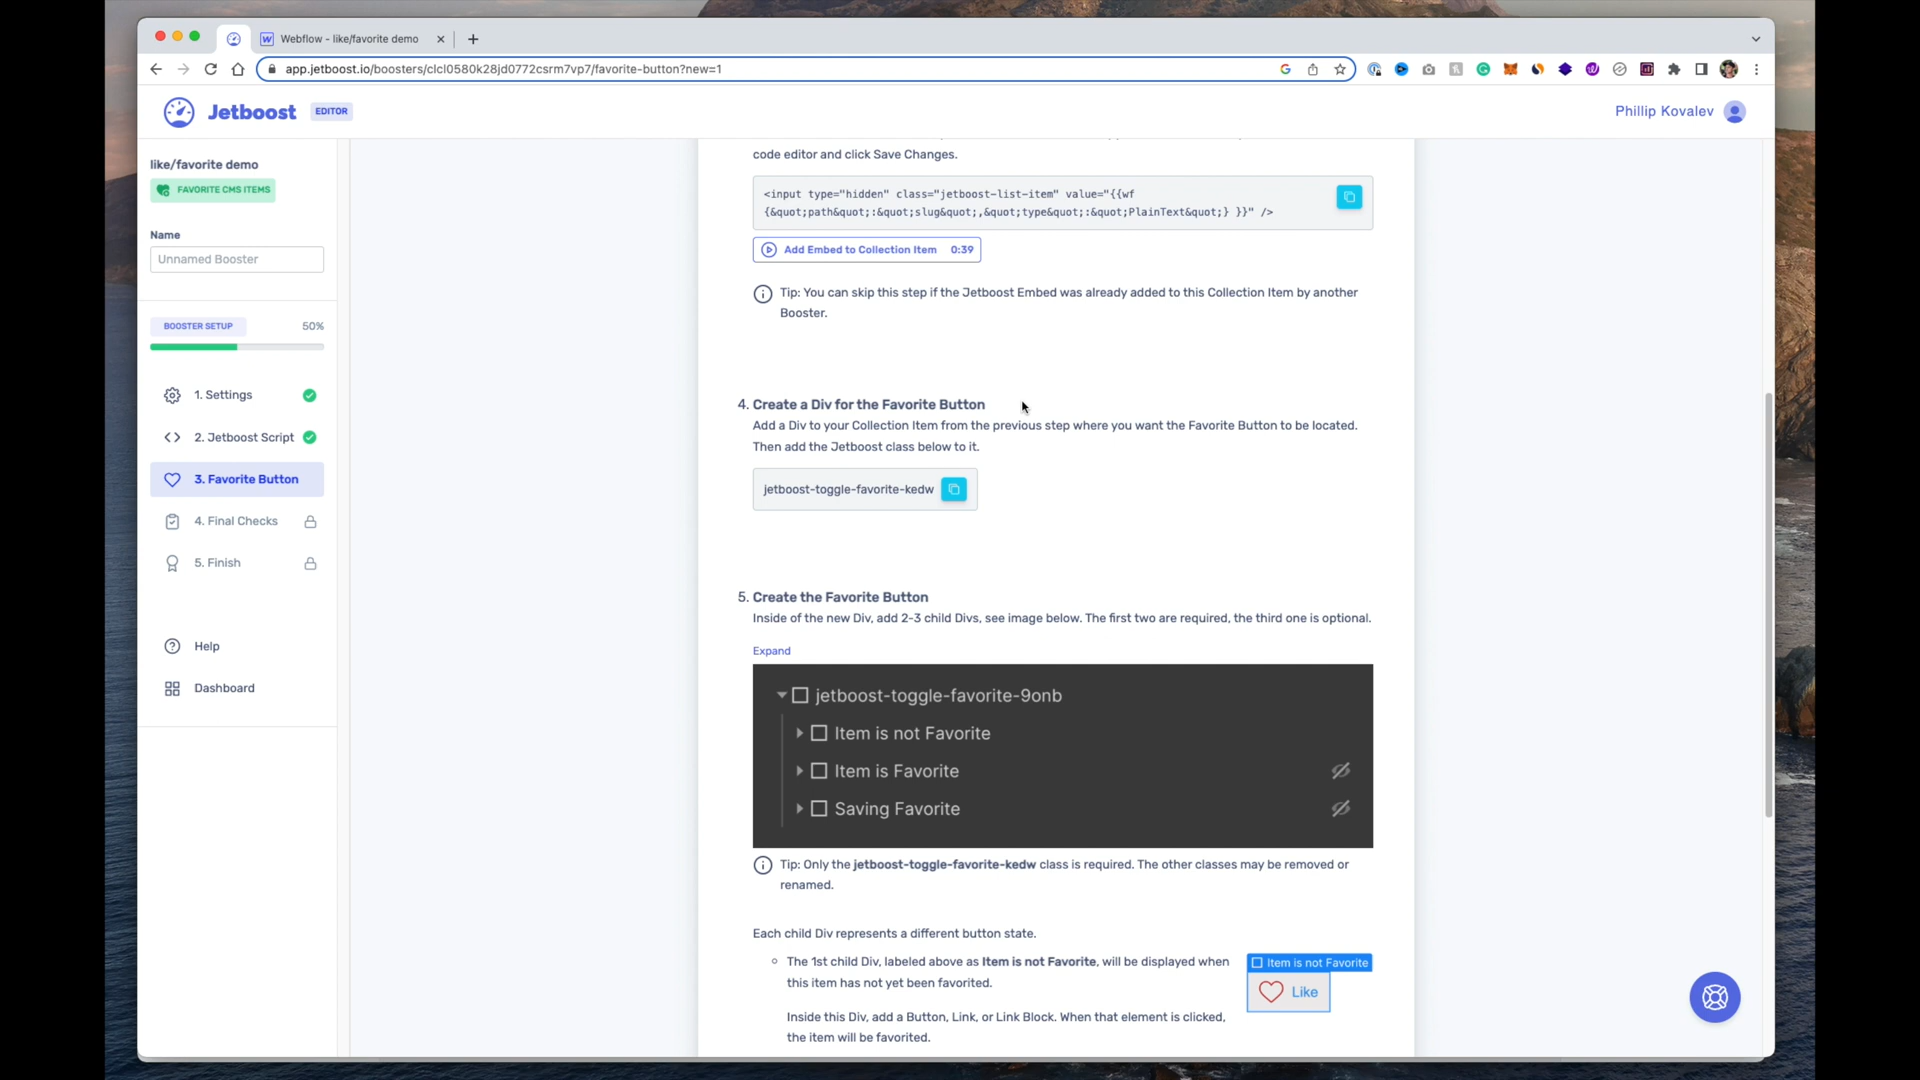 Webflow - like/favorite demo
app.jetboost.io/boosters/clcl0580k28jd0772csrm7vp7/favorite-button?new=1
Jetboost
EDITOR
Phillip Kovalev
like/favorite demo
FAVORITE CMS ITEMS
Name
Unnamed Booster
BOOSTER SETUP
50%
1. Settings
2. Jetboost Script
3. Favorite Button
4. Final Checks
5. Finish
Help
Dashboard
code editor and click Save Changes.
<input type="hidden" class="jetboost-list-item" value="{{wf
{&quot;path&quot;:&quot;slug&quot;,&quot;type&quot;:&quot;PlainText&quot;} }}" />
Add Embed to Collection Item 0:39
Tip: You can skip this step if the Jetboost Embed was already added to this Collection Item by another
Booster.
4. Create a Div for the Favorite Button
Add a Div to your Collection Item from the previous step where you want the Favorite Button to be located.
Then add the Jetboost class below to it.
jetboost-toggle-favorite-kedw
5. Create the Favorite Button
Inside of the new Div, add 2-3 child Divs, see image below. The first two are required, the third one is optional.
Expand
jetboost-toggle-favorite-9onb
Item is not Favorite
Item is Favorite
Saving Favorite
Tip: Only the jetboost-toggle-favorite-kedw class is required. The other classes may be removed or
renamed.
Each child Div represents a different button state.
The 1st child Div, labeled above as Item is not Favorite, will be displayed when
this item has not yet been favorited.
Inside this Div, add a Button, Link, or Link Block. When that element is clicked,
the item will be favorited.
Item is not Favorite
Like